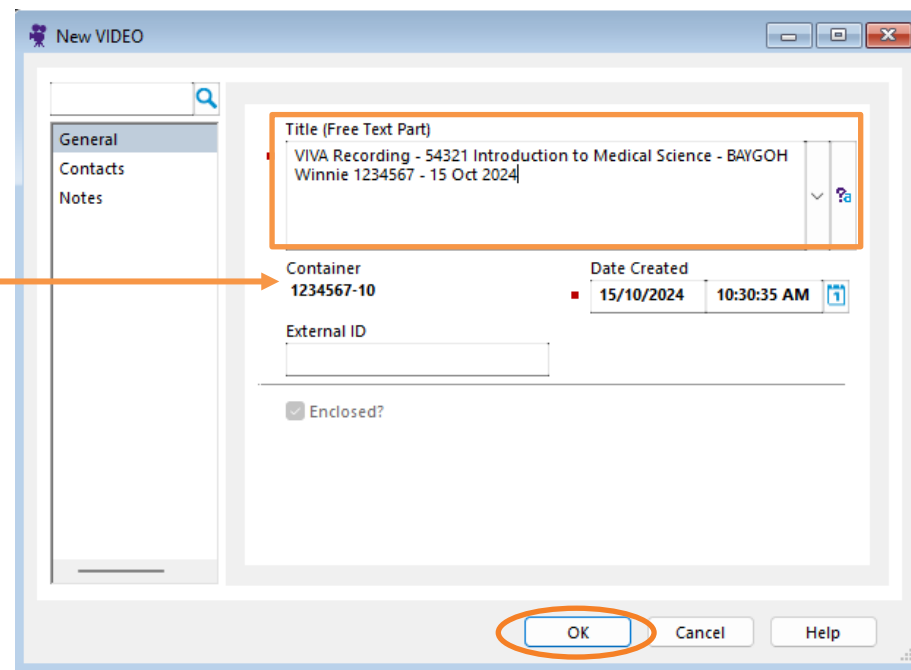 New VIDEO
General
Contacts
Notes
Title (Free Text Part)
VIVA Recording - 54321 Introduction to Medical Science - BAYGOH
Winnie 1234567 - 15 Oct 2024
Container
1234567-10
Date Created
15/10/2024 10:30:35 AM
External ID
Enclosed?
OK Cancel Help